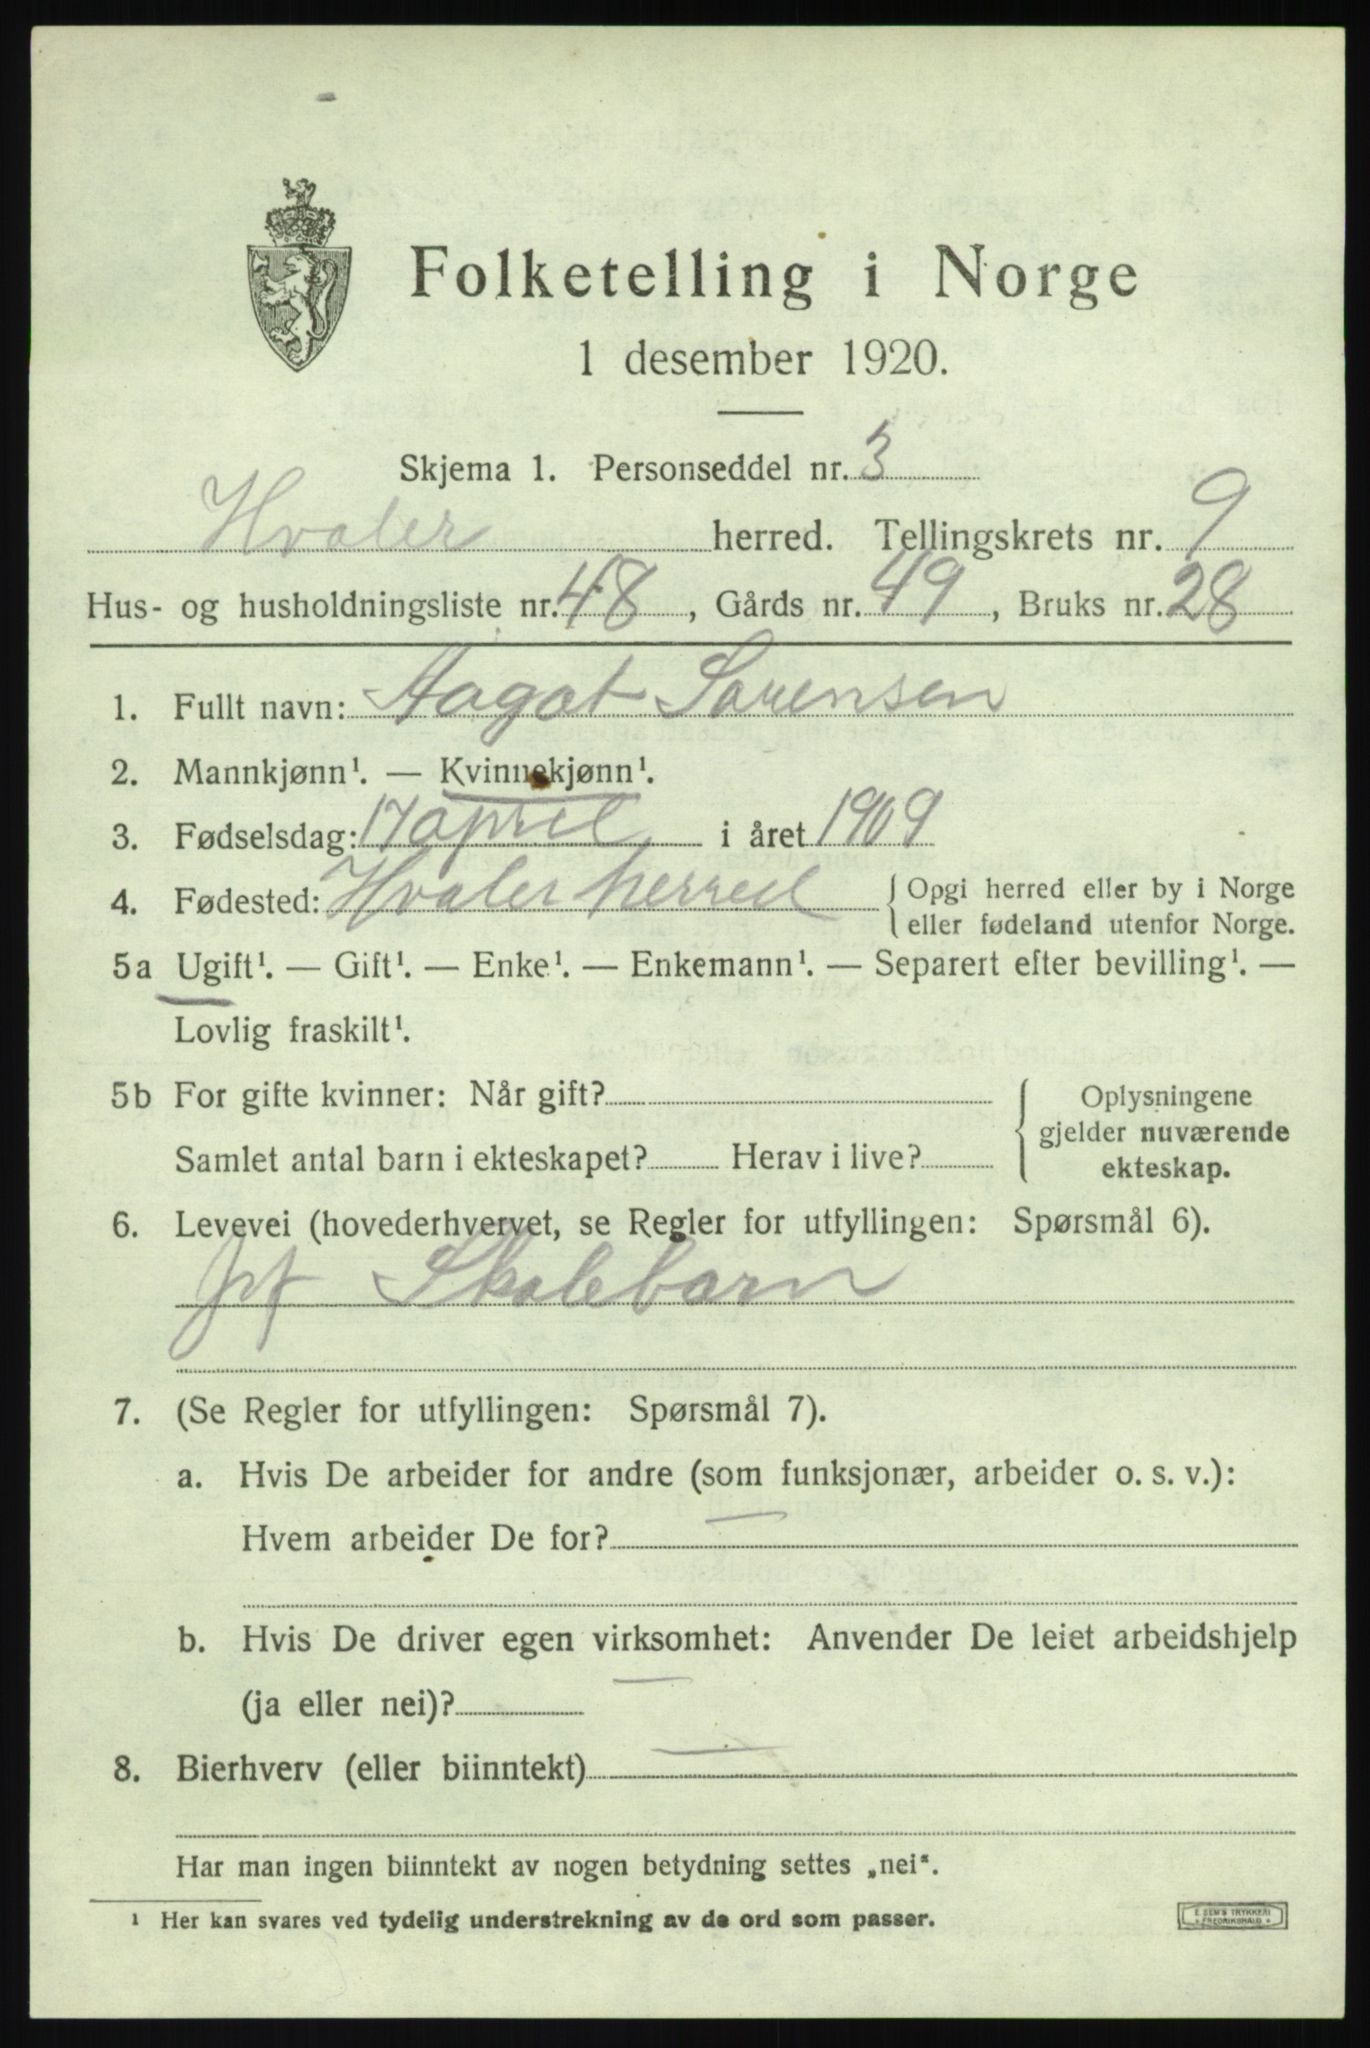 Folketelling i Norge
1 desember 1920.
Skjema 1. Personseddel nr. 3
Hvaler herred. Tellingskrets nr. 9
Hus- og husholdningsliste nr. 48, Gårds nr. 49, Bruks nr. 28
1. Fullt navn: Aagot Sørensen
2. Mannkjønn¹. — Kvinnekjønn¹.
3. Fødselsdag: 17 april i året 1909
4. Fødested: Hvaler herred { Opgi herred eller by i Norge
eller fødeland utenfor Norge.
5a Ugift¹. — Gift¹. — Enke¹. — Enkemann¹. — Separert efter bevilling¹. —
Lovlig fraskilt¹.
5b For gifte kvinner: Når gift? { Oplysningene
gjelder nuværende
Samlet antal barn i ekteskapet? Herav i live?
ekteskap.
6. Levevei (hovederhvervet, se Regler for utfyllingen: Spørsmål 6).
Skolebarn
7. (Se Regler for utfyllingen: Spørsmål 7).
a. Hvis De arbeider for andre (som funksjonær, arbeider o. s. v.):
Hvem arbeider De for? —
b. Hvis De driver egen virksomhet: Anvender De leiet arbeidshjelp
(ja eller nei)? —
8. Bierhverv (eller biinntekt) —
Har man ingen biinntekt av nogen betydning settes „nei“.
¹ Her kan svares ved tydelig understrekning av de ord som passer.
E. SEM'S TRYKKERI
FREDRIKSHALD